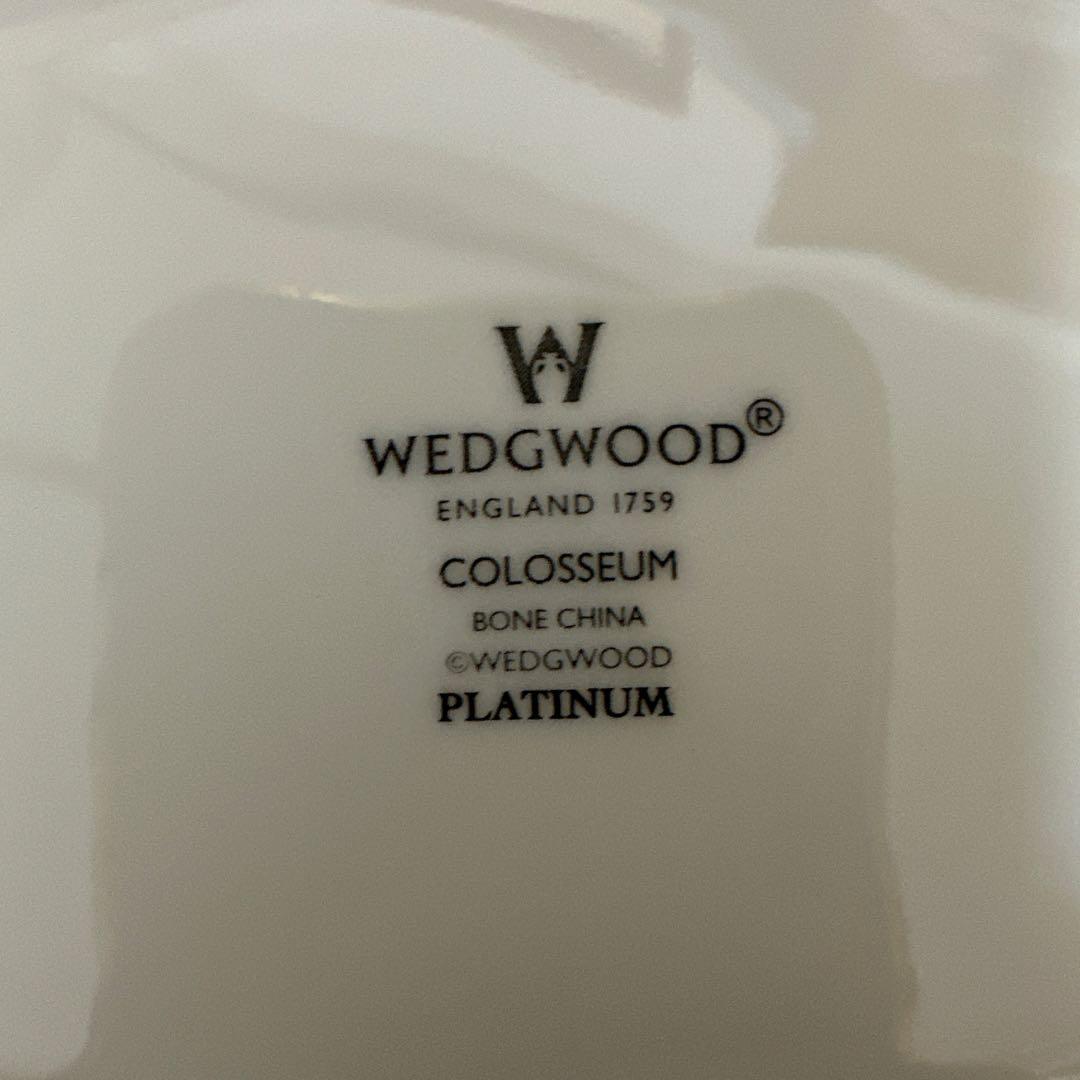 W
WEDGWOOD®
ENGLAND 1759
COLOSSEUM
BONE CHINA
©WEDGWOOD
PLATINUM